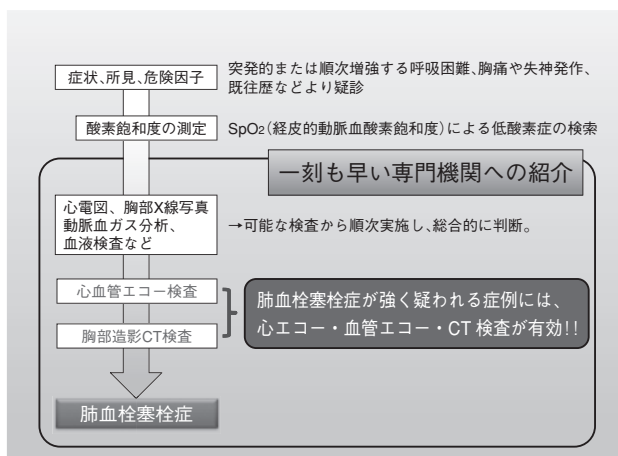 症状、所見、危険因子
突発的または順次増強する呼吸困難、胸痛や失神発作、
既往歴などより疑診
酸素飽和度の測定
SpO2(経皮的動脈血酸素飽和度)による低酸素症の検索
一刻も早い専門機関への紹介
心電図、胸部X線写真
動脈血ガス分析、
血液検査など
→可能な検査から順次実施し、総合的に判断。
心血管エコー検査
胸部造影CT検査
肺血栓塞栓症が強く疑われる症例には、
心エコー・血管エコー・CT検査が有効!!
肺血栓塞栓症